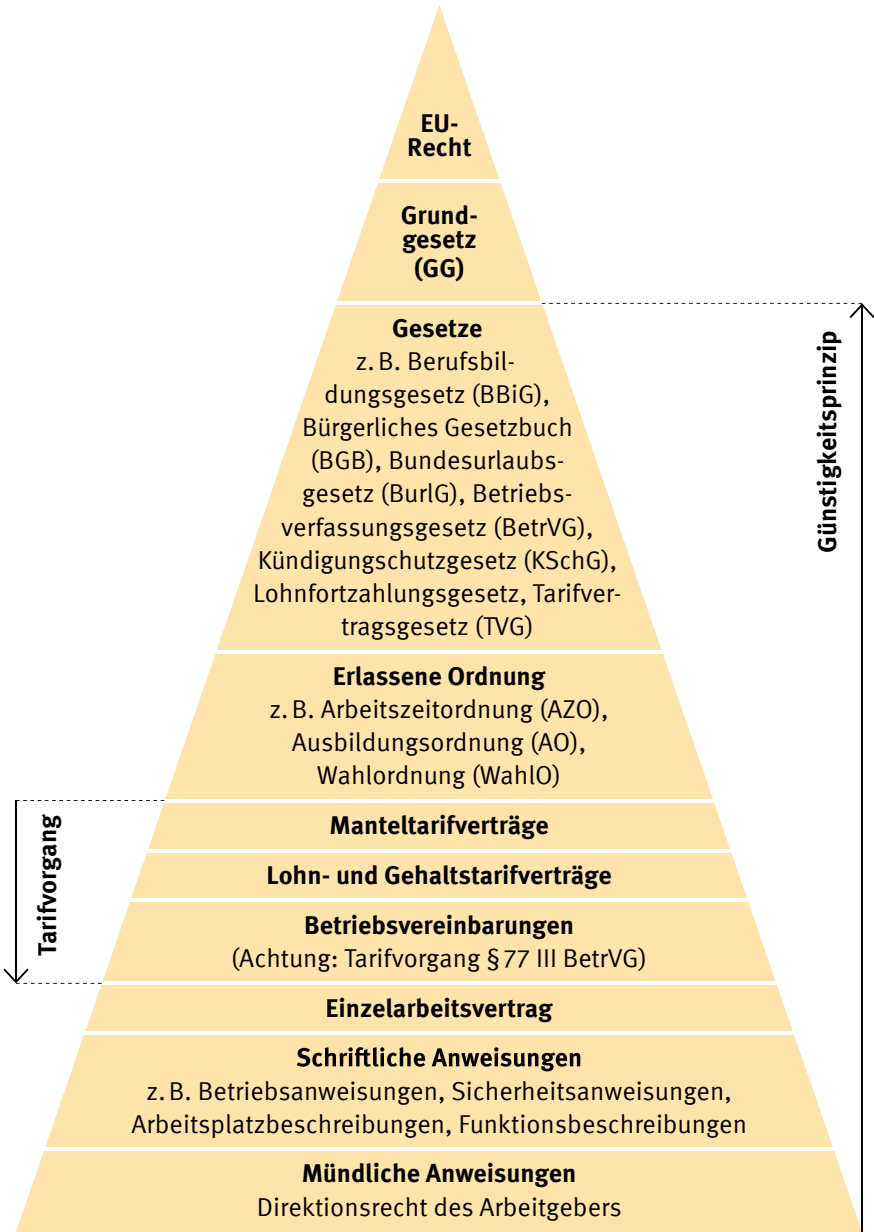 EU-
Recht
Grund-
gesetz
(GG)
Gesetze
z. B. Berufsbil-
dungsgesetz (BBiG),
Bürgerliches Gesetzbuch
(BGB), Bundesurlaubs-
gesetz (BurlG), Betriebs-
verfassungsgesetz (BetrVG),
Kündigungschutzgesetz (KSchG),
Lohnfortzahlungsgesetz, Tarifver-
tragsgesetz (TVG)
Erlassene Ordnung
z. B. Arbeitszeitordnung (AZO),
Ausbildungsordnung (AO),
Wahlordnung (WahlO)
Manteltarifverträge
Lohn- und Gehaltstarifverträge
Betriebsvereinbarungen
(Achtung: Tarifvorgang § 77 III BetrVG)
Einzelarbeitsvertrag
Schriftliche Anweisungen
z. B. Betriebsanweisungen, Sicherheitsanweisungen,
Arbeitsplatzbeschreibungen, Funktionsbeschreibungen
Mündliche Anweisungen
Direktionsrecht des Arbeitgebers
Tarifvorgang
Günstigkeitsprinzip